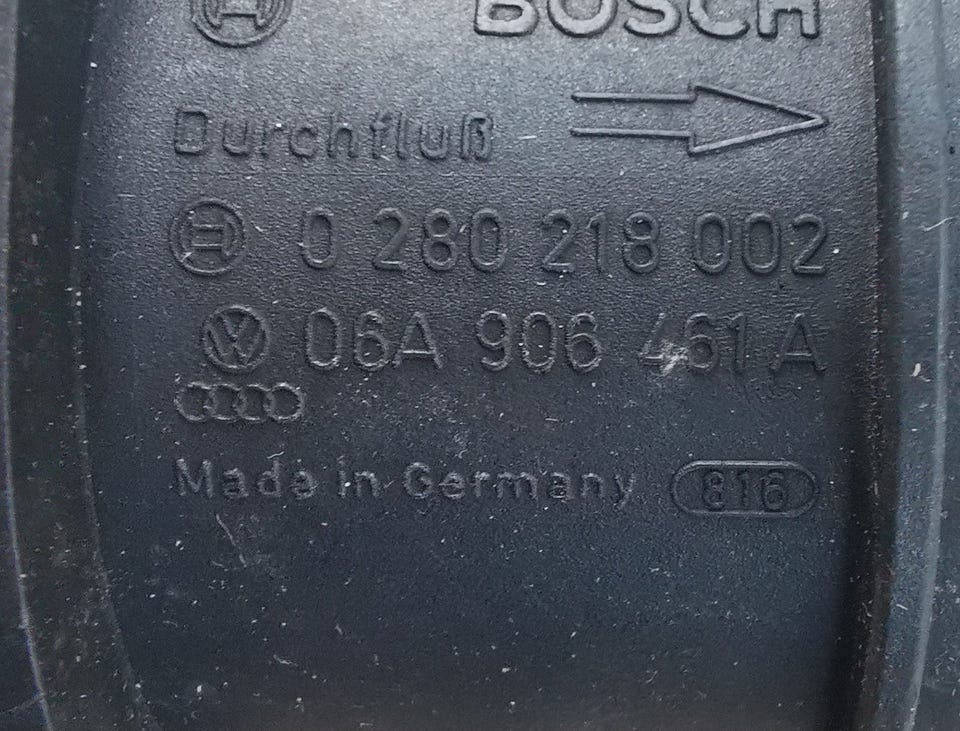 BOSCH
Durchfluß
0 280 218 002
06A 906 461 A
Made in Germany 816